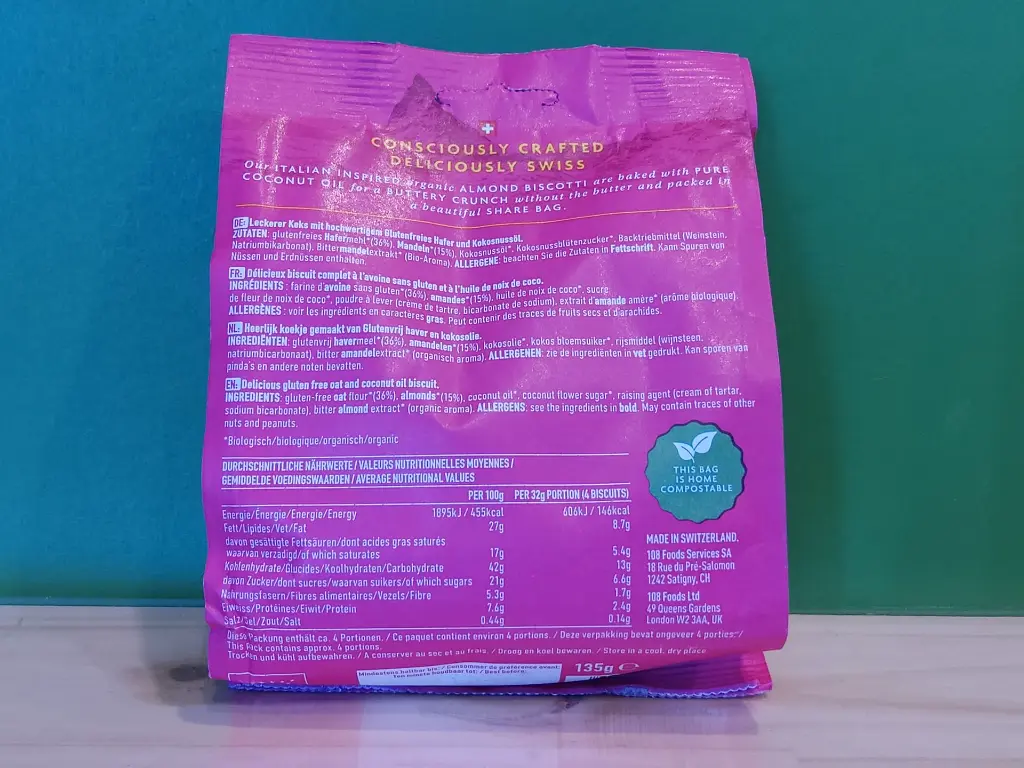 CONSCIOUSLY CRAFTED
DELICIOUSLY SWISS
Our ITALIAN INSPIRED organic ALMOND BISCOTTI are baked with PURE
COCONUT OIL for a BUTTERY CRUNCH without the butter and packed in
a beautiful SHARE BAG.
DE: Leckerer Keks mit hochwertigem Glutenfreies Hafer und Kokosnussöl.
ZUTATEN: glutenfreies Hafermehl*(36%), Mandeln*(15%), Kokosnussöl*, Kokosnussblütenzucker*, Backtriebmittel (Weinstein,
Natriumbikarbonat), Bittermandelextrakt* (Bio-Aroma). ALLERGENE: beachten Sie die Zutaten in Fettschrift. Kann Spuren von
Nüssen und Erdnüssen enthalten.
FR: Délicieux biscuit complet à l'avoine sans gluten et à l'huile de noix de coco.
INGRÉDIENTS : farine d'avoine sans gluten*(36%), amandes*(15%), huile de noix de coco*, sucre
de fleur de noix de coco*, poudre à lever (crème de tartre, bicarbonate de sodium), extrait d'amande amère* (arôme biologique).
ALLERGÈNES : voir les ingrédients en caractères gras. Peut contenir des traces de fruits secs et d'arachides.
NL: Heerlijk koekje gemaakt van Glutenvrij haver en kokosolie.
INGREDIËNTEN: glutenvrij havermeel*(36%), amandelen*(15%), kokosolie*, kokos bloemsuiker*, rijsmiddel (wijnsteen,
natriumbicarbonaat), bitter amandelextract* (organisch aroma). ALLERGENEN: zie de ingrediënten in vet gedrukt. Kan sporen van
pinda's en andere noten bevatten.
EN: Delicious gluten free oat and coconut oil biscuit.
INGREDIENTS: gluten-free oat flour*(36%), almonds*(15%), coconut oil*, coconut flower sugar*, raising agent (cream of tartar,
sodium bicarbonate), bitter almond extract* (organic aroma). ALLERGENS: see the ingredients in bold. May contain traces of other
nuts and peanuts.
*Biologisch/biologique/organisch/organic
DURCHSCHNITTLICHE NÄHRWERTE / VALEURS NUTRITIONNELLES MOYENNES /
GEMIDDELDE VOEDINGSWAARDEN / AVERAGE NUTRITIONAL VALUES
PER 100g PER 32g PORTION (4 BISCUITS)
Energie/Énergie/Energie/Energy 1895kJ / 455kcal 606kJ / 146kcal
Fett/Lipides/Vet/Fat 27g 8.7g
davon gesättigte Fettsäuren/dont acides gras saturés
waarvan verzadigd/of which saturates 17g 5.4g
Kohlenhydrate/Glucides/Koolhydraten/Carbohydrate 42g 13g
davon Zucker/dont sucres/waarvan suikers/of which sugars 21g 6.6g
Nahrungsfasern/Fibres alimentaires/Vezels/Fibre 5.3g 1.7g
Eiweiss/Protéines/Eiwit/Protein 7.6g 2.4g
Salz/Sel/Zout/Salt 0.44g 0.14g
THIS BAG
IS HOME
COMPOSTABLE
MADE IN SWITZERLAND.
108 Foods Services SA
18 Rue du Pré-Salomon
1242 Satigny, CH
108 Foods Ltd
49 Queens Gardens
London W2 3AA, UK
Diese Packung enthält ca. 4 Portionen. / Ce paquet contient environ 4 portions. / Deze verpakking bevat ongeveer 4 porties. /
This pack contains approx. 4 portions.
Trocken und kühl aufbewahren. / A conserver au sec et au frais. / Droog en koel bewaren. / Store in a cool, dry place
Mindestens haltbar bis: / Consommer de préférence avant:
Ten minste houdbaar tot: / Best before:
135g ℮